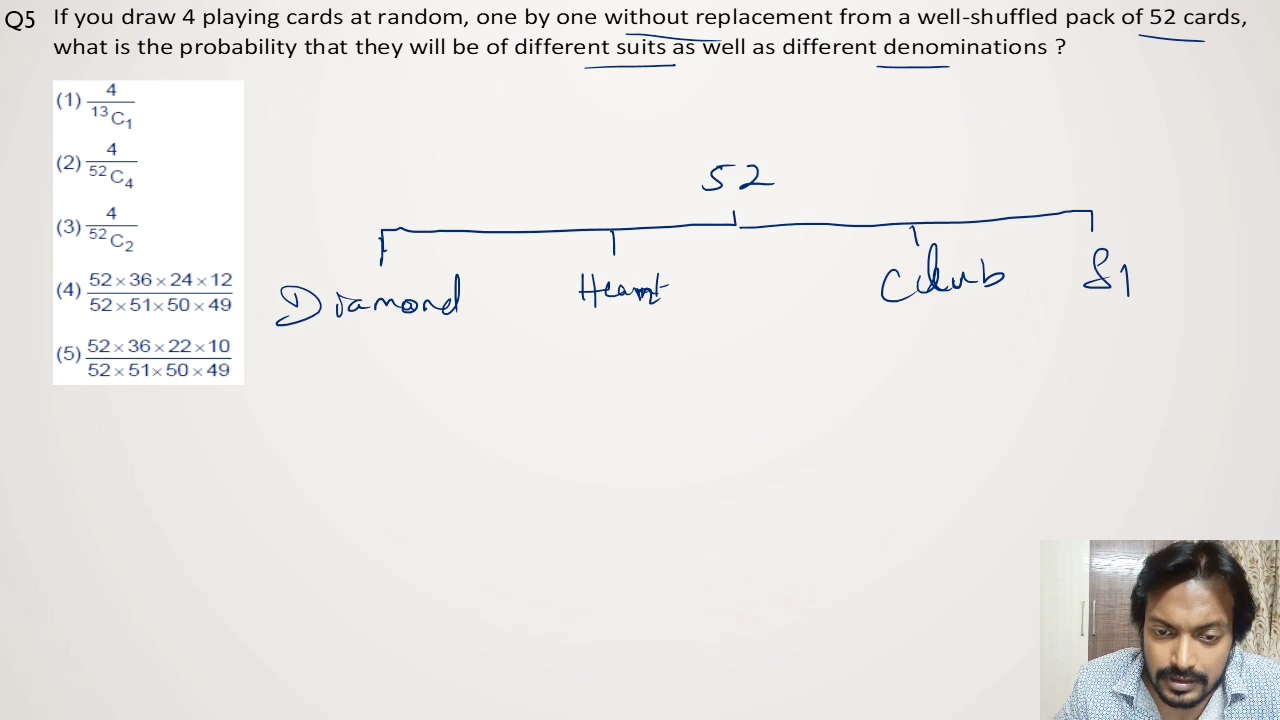 Q5 If you draw 4 playing cards at random, one by one without replacement from a well-shuffled pack of 52 cards,
what is the probability that they will be of different suits as well as different denominations ?
(1) 4 / ¹³C₁
(2) 4 / ⁵²C₄
(3) 4 / ⁵²C₂
(4) 52×36×24×12 / 52×51×50×49
(5) 52×36×22×10 / 52×51×50×49
52
Diamond Heart Club